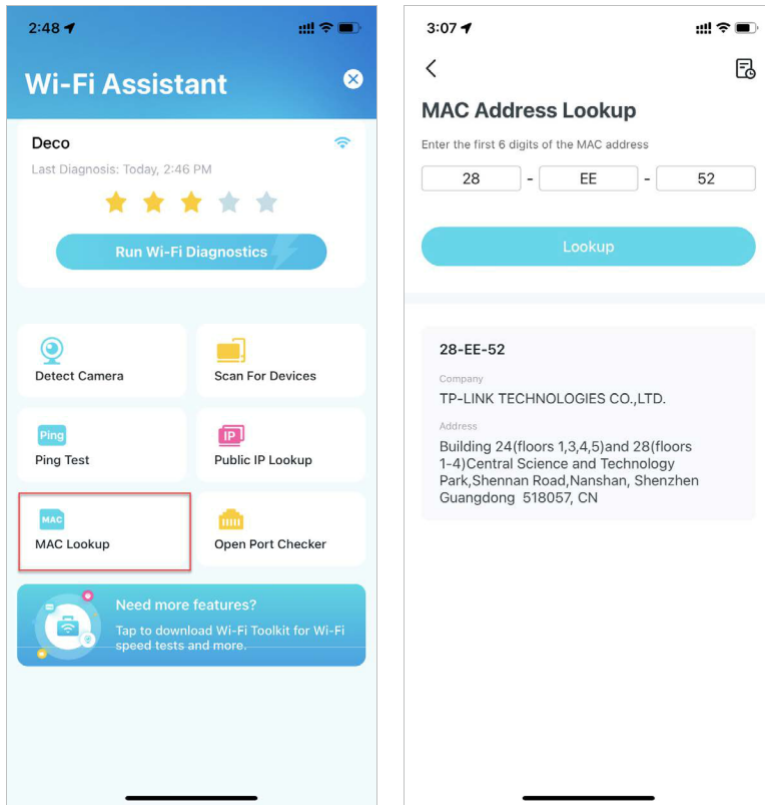 2:48
Wi-Fi Assistant
Deco
Last Diagnosis: Today, 2:46 PM
Run Wi-Fi Diagnostics
Detect Camera
Scan For Devices
Ping
IP
Ping Test
Public IP Lookup
MAC
MAC Lookup
Open Port Checker
Need more features?
Tap to download Wi-Fi Toolkit for Wi-Fi
speed tests and more.
3:07
MAC Address Lookup
Enter the first 6 digits of the MAC address
28 - EE - 52
Lookup
28-EE-52
Company
TP-LINK TECHNOLOGIES CO.,LTD.
Address
Building 24(floors 1,3,4,5)and 28(floors
1-4)Central Science and Technology
Park,Shennan Road,Nanshan, Shenzhen
Guangdong 518057, CN